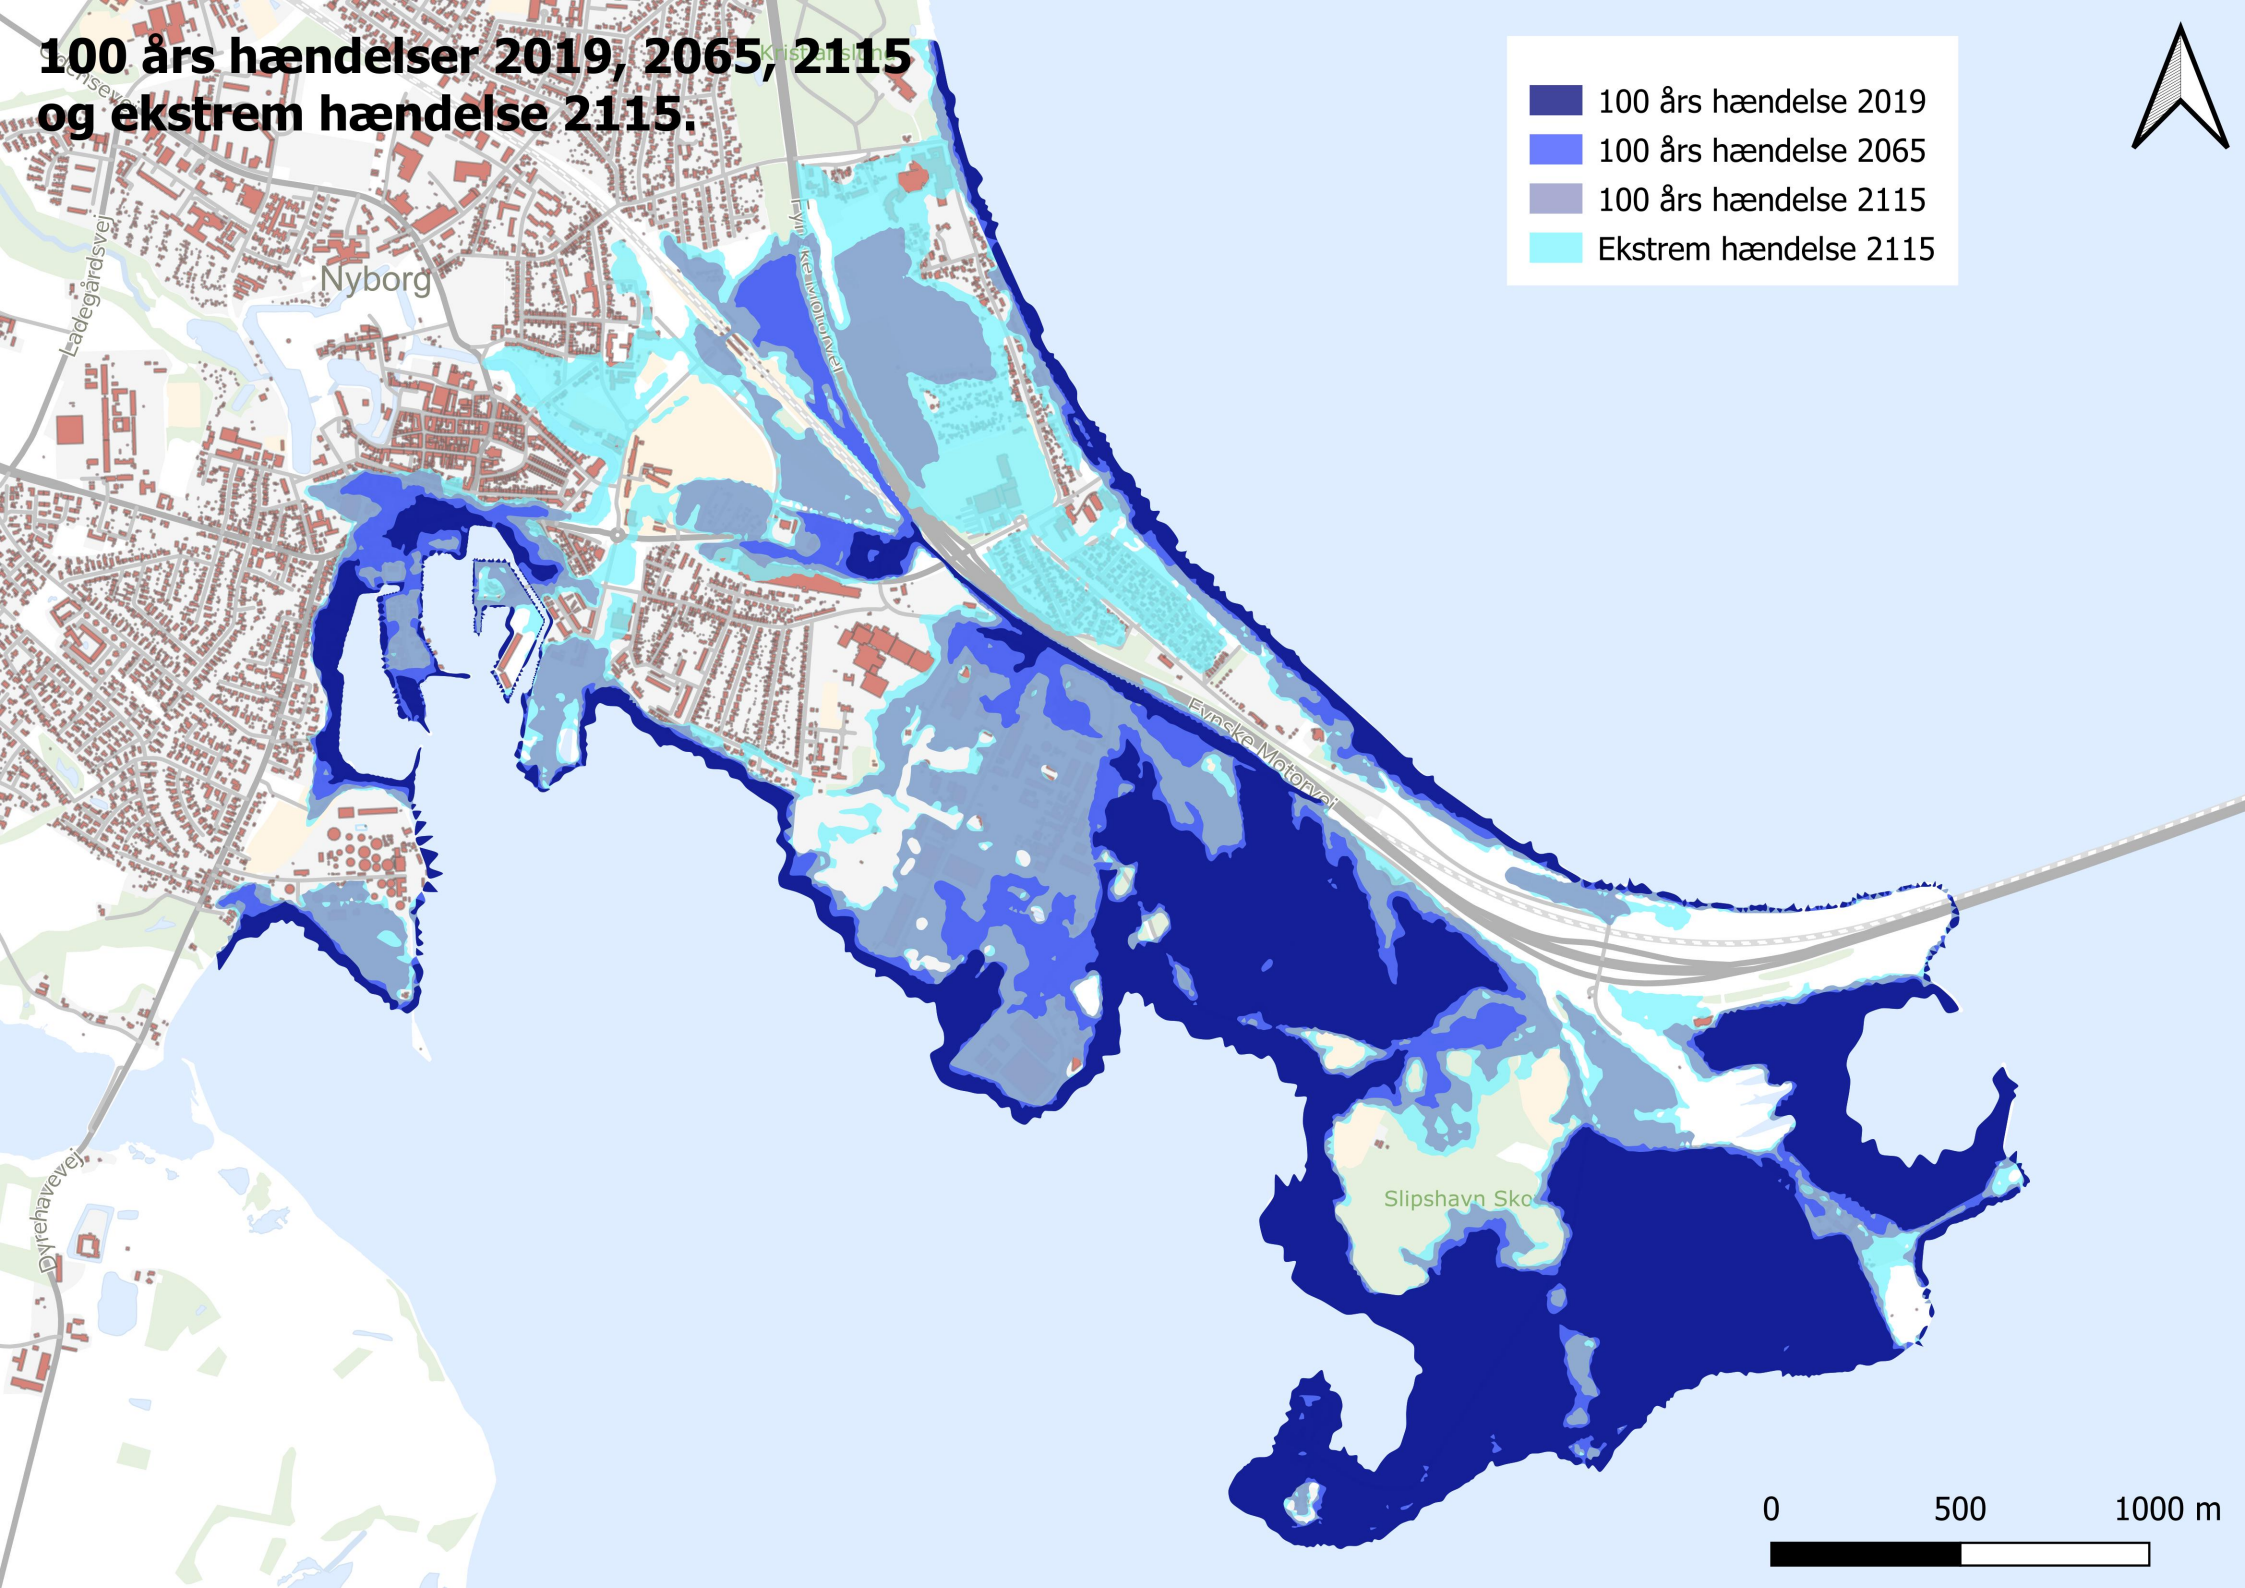 100 års hændelser 2019, 2065, 2115
og ekstrem hændelse 2115.
Kristianslund
100 års hændelse 2019
100 års hændelse 2065
100 års hændelse 2115
Ekstrem hændelse 2115
Ladegårdsvej
Nyborg
Motorvej
Fynske Motorvej
Slipshavn Sko
Dyrehavevej
0 500 1000 m